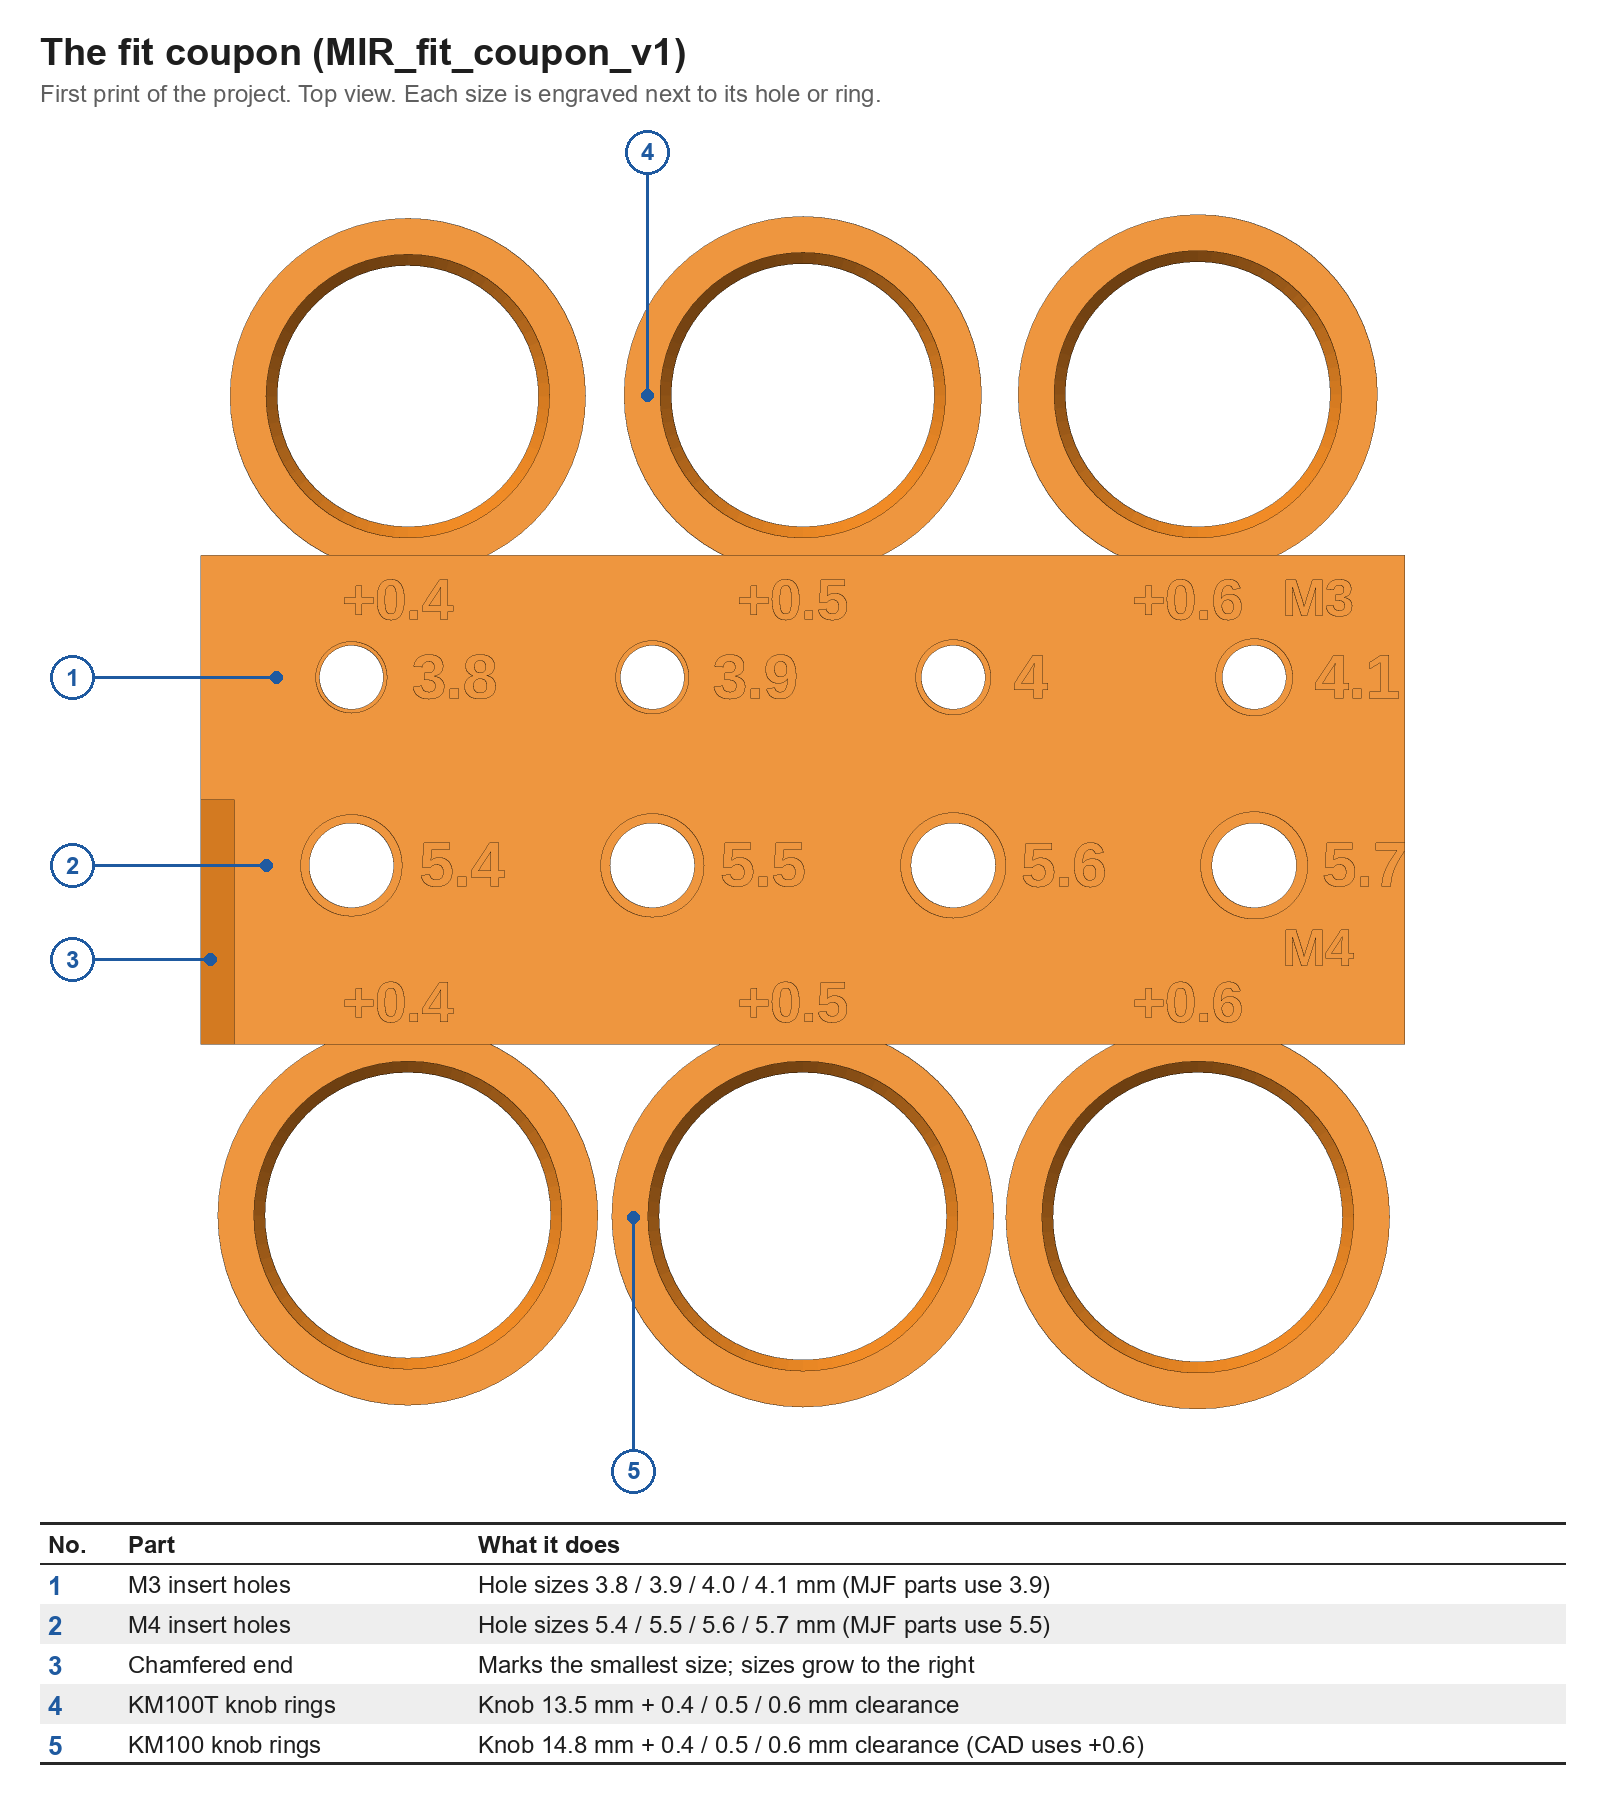 The fit coupon (MIR_fit_coupon_v1)
First print of the project. Top view. Each size is engraved next to its hole or ring.
4
+0.4 +0.5 +0.6 M3
1 3.8 3.9 4 4.1
2 5.4 5.5 5.6 5.7
3 M4
+0.4 +0.5 +0.6
5
No. Part What it does
1 M3 insert holes Hole sizes 3.8 / 3.9 / 4.0 / 4.1 mm (MJF parts use 3.9)
2 M4 insert holes Hole sizes 5.4 / 5.5 / 5.6 / 5.7 mm (MJF parts use 5.5)
3 Chamfered end Marks the smallest size; sizes grow to the right
4 KM100T knob rings Knob 13.5 mm + 0.4 / 0.5 / 0.6 mm clearance
5 KM100 knob rings Knob 14.8 mm + 0.4 / 0.5 / 0.6 mm clearance (CAD uses +0.6)